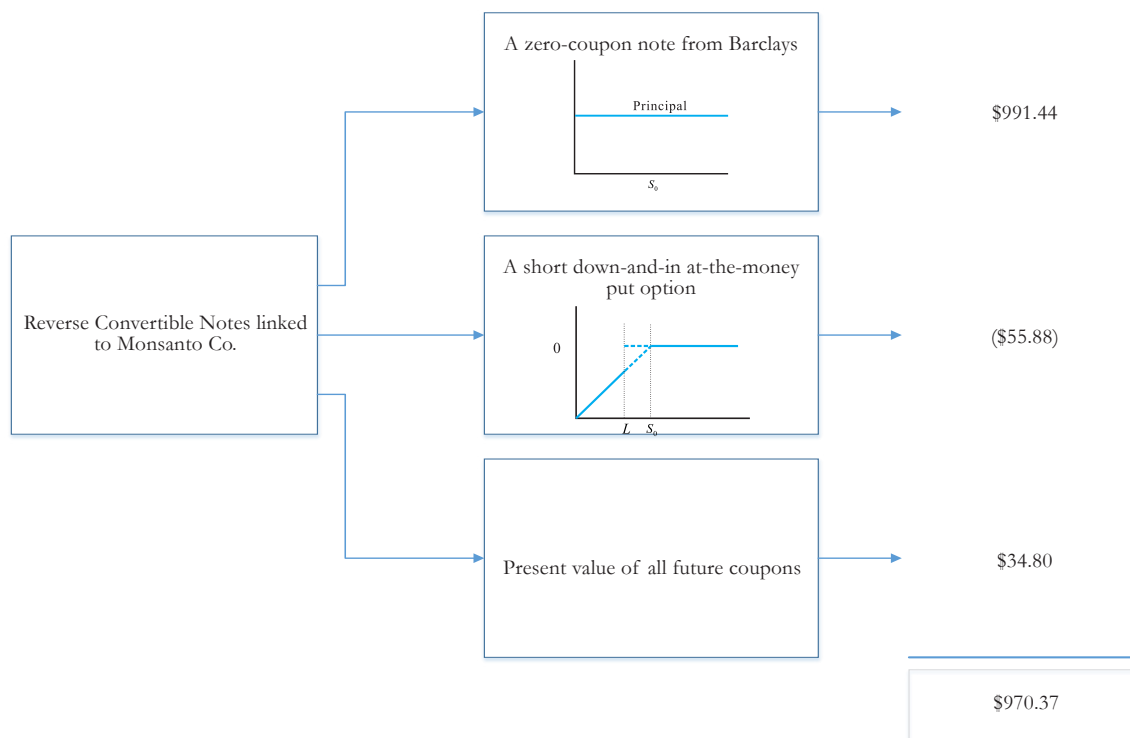 A zero-coupon note from Barclays
Principal
S₀
$991.44
Reverse Convertible Notes linked
to Monsanto Co.
A short down-and-in at-the-money
put option
0
L S₀
($55.88)
Present value of all future coupons
$34.80
$970.37